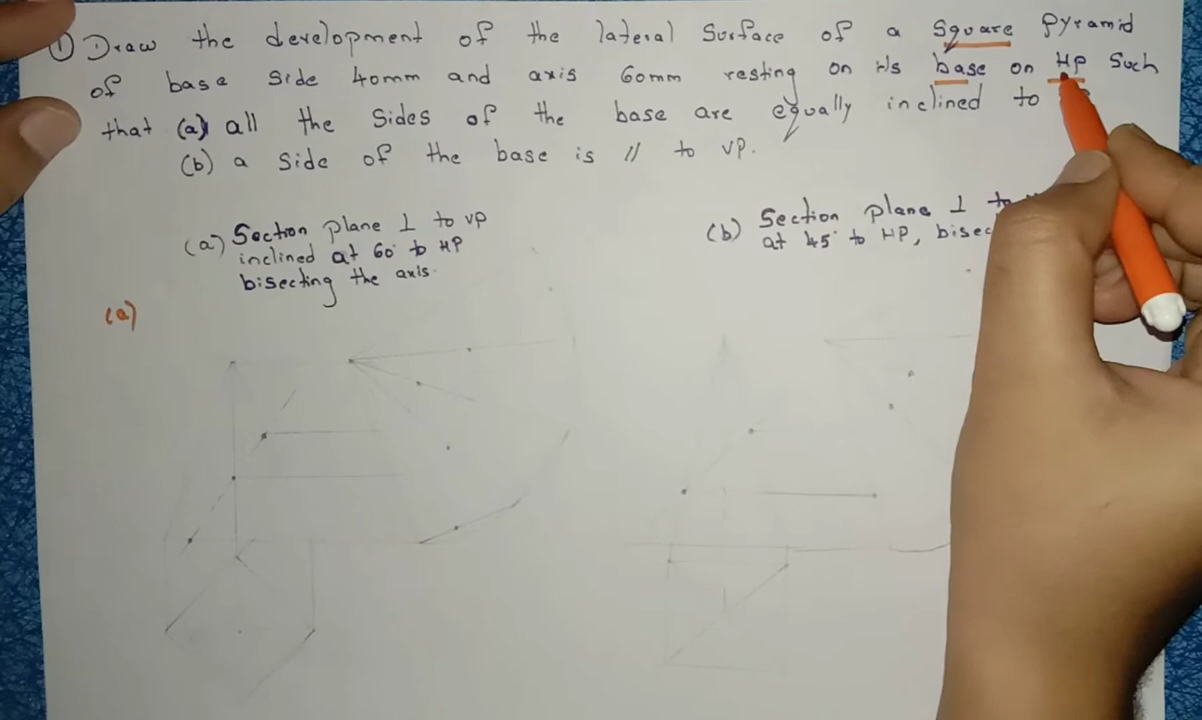 ① Draw the development of the lateral Surface of a Square Pyramid
of base side 40mm and axis 60mm resting on its base on HP Such
that (a) all the Sides of the base are equally inclined to
(b) a side of the base is // to VP.
(a) Section plane ⊥ to VP
inclined at 60° to HP
bisecting the axis.
(b) Section plane ⊥ to
at 45° to HP,
(a)